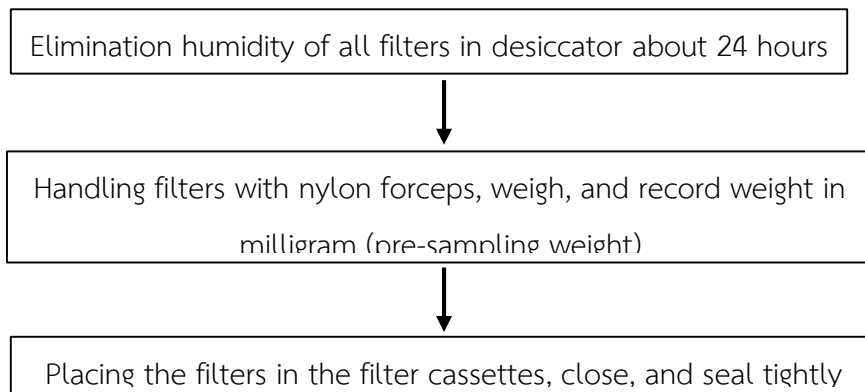 Elimination humidity of all filters in desiccator about 24 hours
Handling filters with nylon forceps, weigh, and record weight in
milligram (pre-sampling weight)
Placing the filters in the filter cassettes, close, and seal tightly